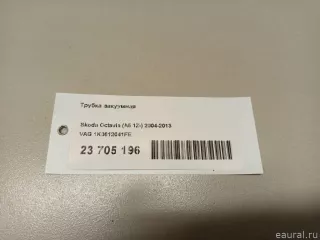 Трубка вакуумная
Skoda Octavia (A5 1Z-) 2004-2013
VAG 1K0612041FE
23 705 196
eaural.ru